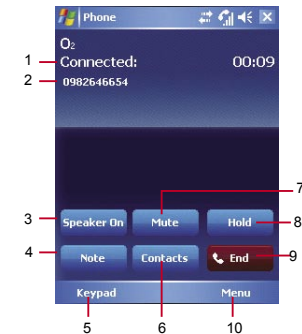 Phone
O₂
1 Connected: 00:09
2 0982646654
7
3 Speaker On Mute Hold 8
4 Note Contacts End 9
Keypad Menu
5 6 10